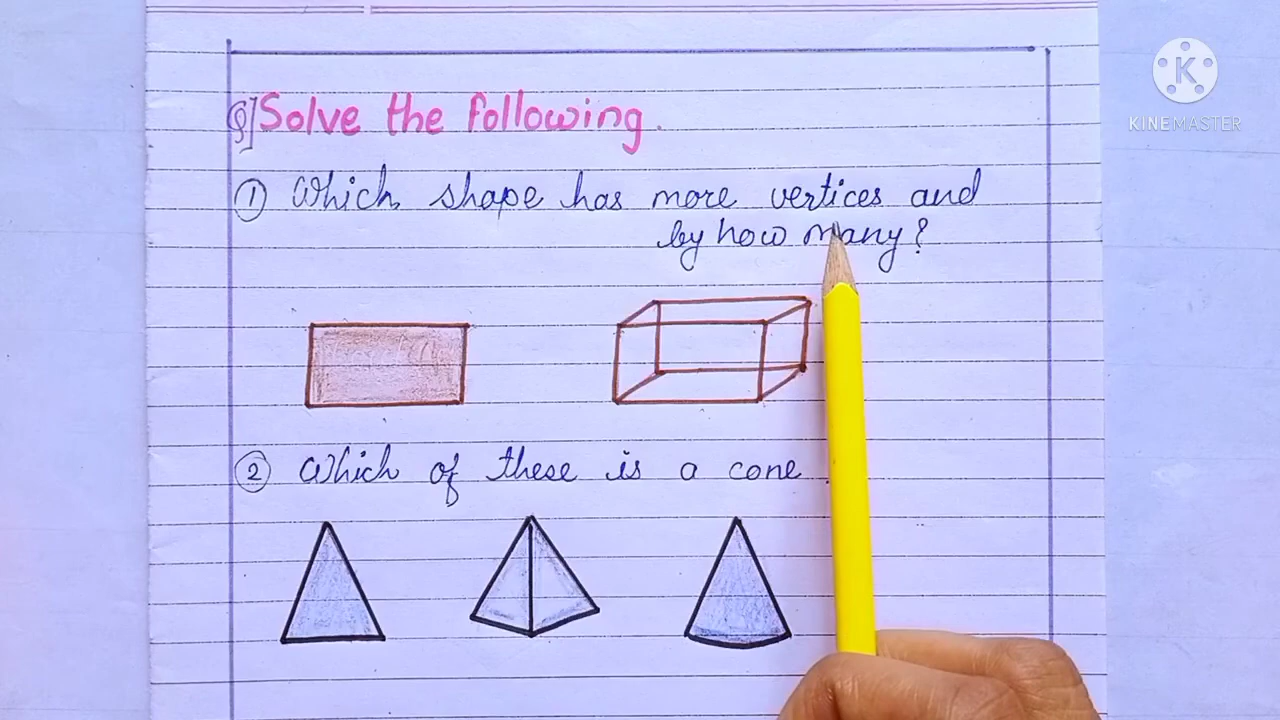 Q] Solve the following.
① Which shape has more vertices and
by how many?
② Which of these is a cone.
KINEMASTER